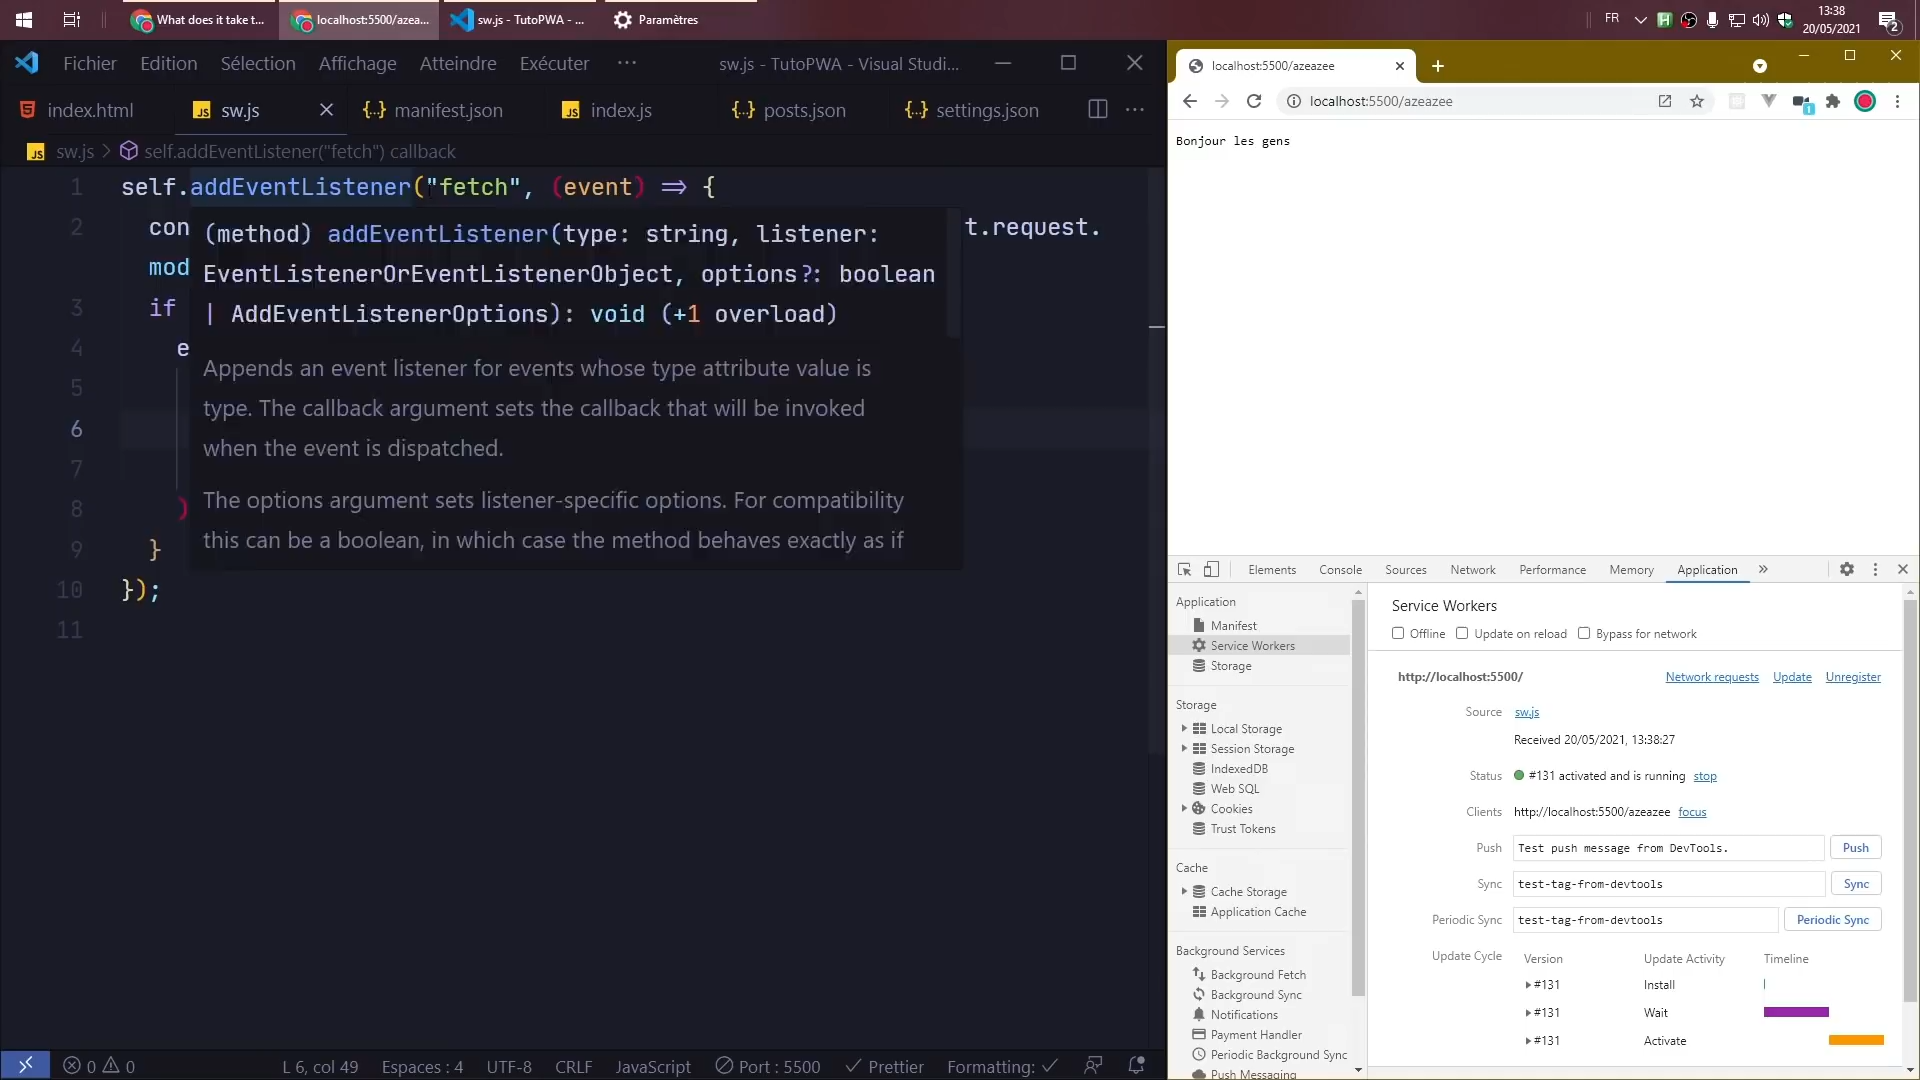 What does it take t...
localhost:5500/azea...
sw.js - TutoPWA - ...
Paramètres
FR
13:38
20/05/2021
2
Fichier Edition Sélection Affichage Atteindre Exécuter ···
sw.js - TutoPWA - Visual Studi...
index.html
sw.js
manifest.json
index.js
posts.json
settings.json
sw.js > self.addEventListener("fetch") callback
1 self.addEventListener("fetch", (event) => {
2 con t.request.
mod
3 if
4 e
5
6
7
8 )
9 }
10 });
11
(method) addEventListener(type: string, listener:
EventListenerOrEventListenerObject, options?: boolean
| AddEventListenerOptions): void (+1 overload)
Appends an event listener for events whose type attribute value is
type. The callback argument sets the callback that will be invoked
when the event is dispatched.
The options argument sets listener-specific options. For compatibility
this can be a boolean, in which case the method behaves exactly as if
0 0
L 6, col 49
Espaces : 4
UTF-8
CRLF
JavaScript
Port : 5500
Prettier
Formatting:
localhost:5500/azeazee
localhost:5500/azeazee
1
Bonjour les gens
Elements Console Sources Network Performance Memory Application
Application
Manifest
Service Workers
Storage
Storage
Local Storage
Session Storage
IndexedDB
Web SQL
Cookies
Trust Tokens
Cache
Cache Storage
Application Cache
Background Services
Background Fetch
Background Sync
Notifications
Payment Handler
Periodic Background Sync
Push Messaging
Service Workers
Offline Update on reload Bypass for network
http://localhost:5500/ Network requests Update Unregister
Source sw.js
Received 20/05/2021, 13:38:27
Status #131 activated and is running stop
Clients http://localhost:5500/azeazee focus
Push Test push message from DevTools. Push
Sync test-tag-from-devtools Sync
Periodic Sync test-tag-from-devtools Periodic Sync
Update Cycle Version Update Activity Timeline
#131 Install
#131 Wait
#131 Activate